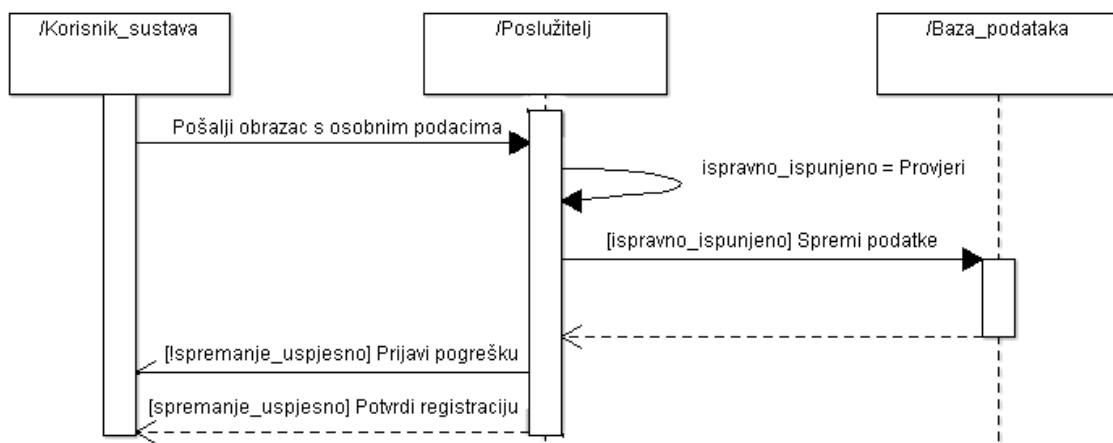 /Korisnik_sustava
/Poslužitelj
/Baza_podataka
Pošalji obrazac s osobnim podacima
ispravno_ispunjeno = Provjeri
[ispravno_ispunjeno] Spremi podatke
[!spremanje_uspjesno] Prijavi pogrešku
[spremanje_uspjesno] Potvrdi registraciju